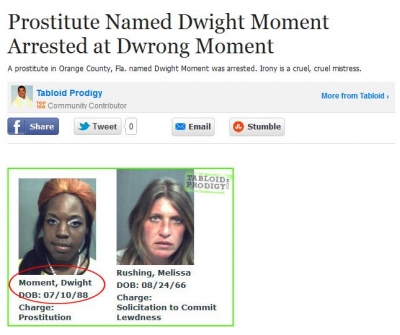 Prostitute Named Dwight Moment
Arrested at Dwrong Moment
A prostitute in Orange County, Fla. named Dwight Moment was arrested. Irony is a cruel, cruel mistress.
Tabloid Prodigy
Community Contributor
More from Tabloid ›
Share
Tweet
0
Email
Stumble
TABLOID
PRODIGY
Moment, Dwight
DOB: 07/10/88
Charge:
Prostitution
Rushing, Melissa
DOB: 08/24/66
Charge:
Solicitation to Commit
Lewdness